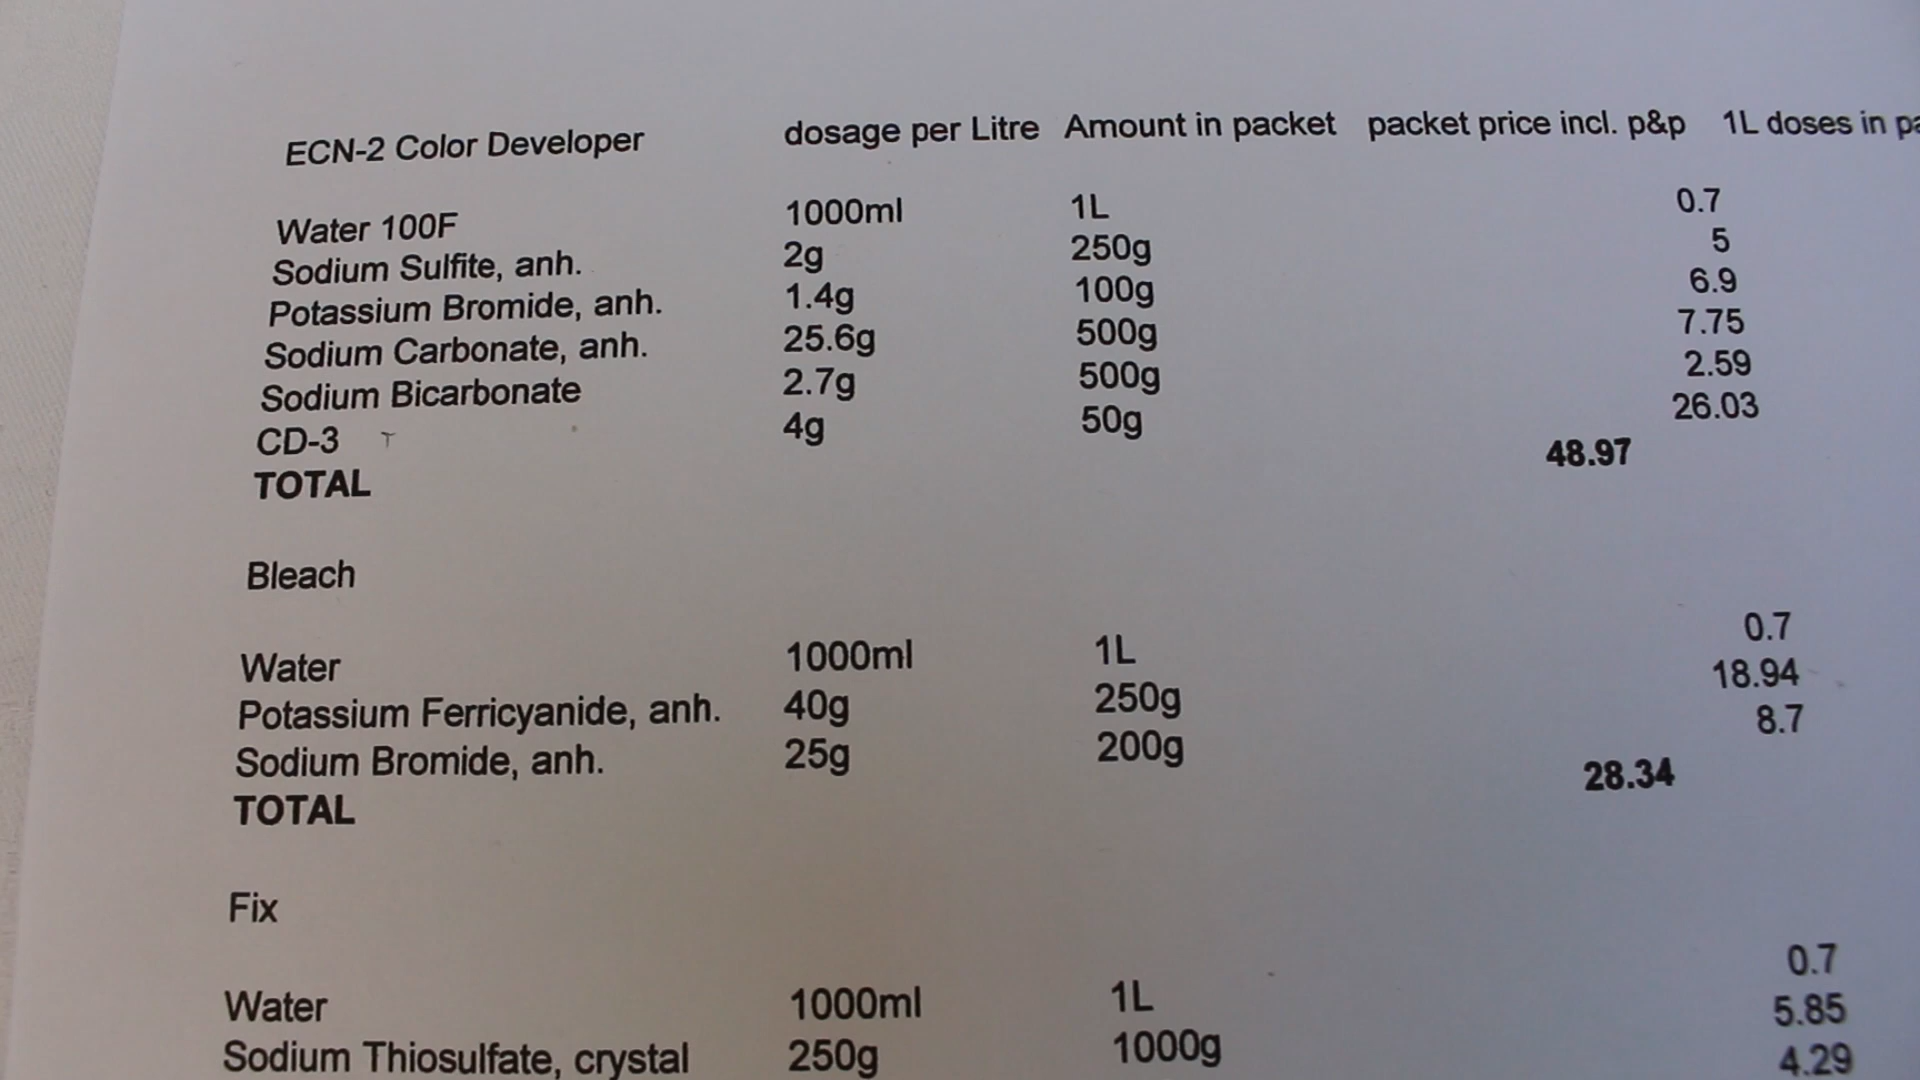 ECN-2 Color Developer dosage per Litre Amount in packet packet price incl. p&p 1L doses in
Water 100F 1000ml 1L 0.7
Sodium Sulfite, anh. 2g 250g 5
Potassium Bromide, anh. 1.4g 100g 6.9
Sodium Carbonate, anh. 25.6g 500g 7.75
Sodium Bicarbonate 2.7g 500g 2.59
CD-3 4g 50g 26.03
TOTAL 48.97
Bleach
Water 1000ml 1L 0.7
Potassium Ferricyanide, anh. 40g 250g 18.94
Sodium Bromide, anh. 25g 200g 8.7
TOTAL 28.34
Fix
Water 1000ml 1L 0.7
Sodium Thiosulfate, crystal 250g 1000g 5.85
4.29